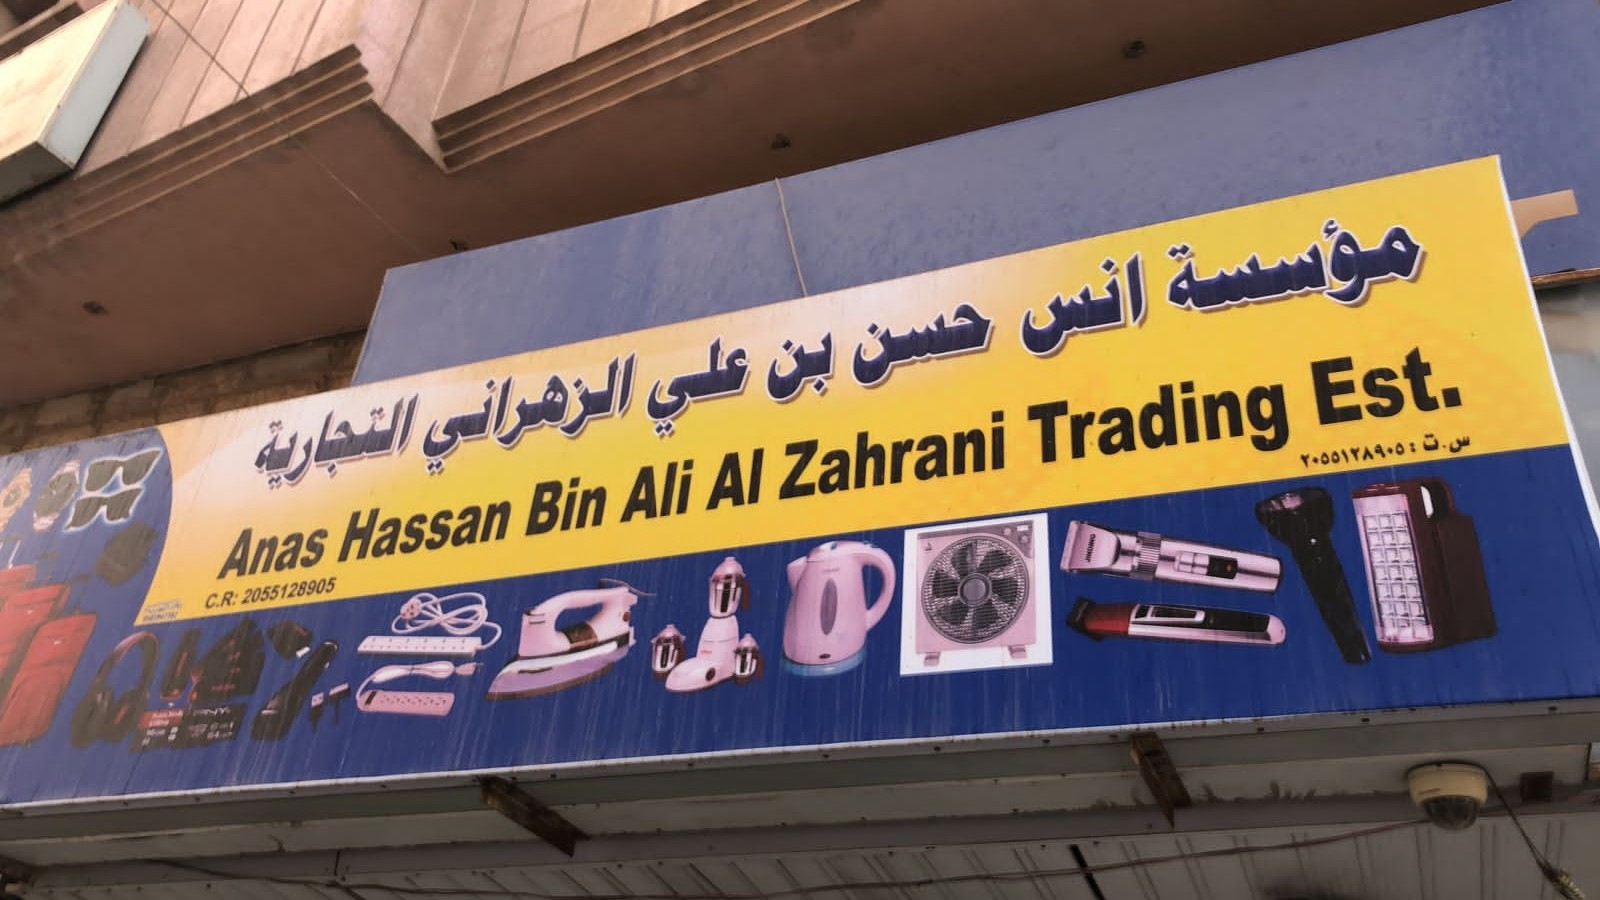 مؤسسة انس حسن بن علي الزهراني التجارية
Anas Hassan Bin Ali Al Zahrani Trading Est.
س.ت : ٢٠٥٥١٢٨٩٠٥
C.R: 2055128905